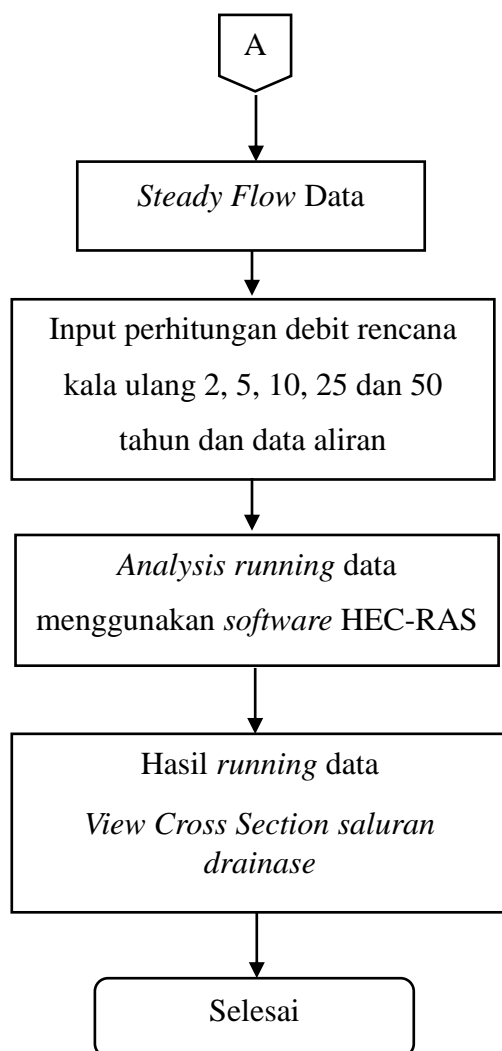 A
Steady Flow Data
Input perhitungan debit rencana
kala ulang 2, 5, 10, 25 dan 50
tahun dan data aliran
Analysis running data
menggunakan software HEC-RAS
Hasil running data
View Cross Section saluran
drainase
Selesai